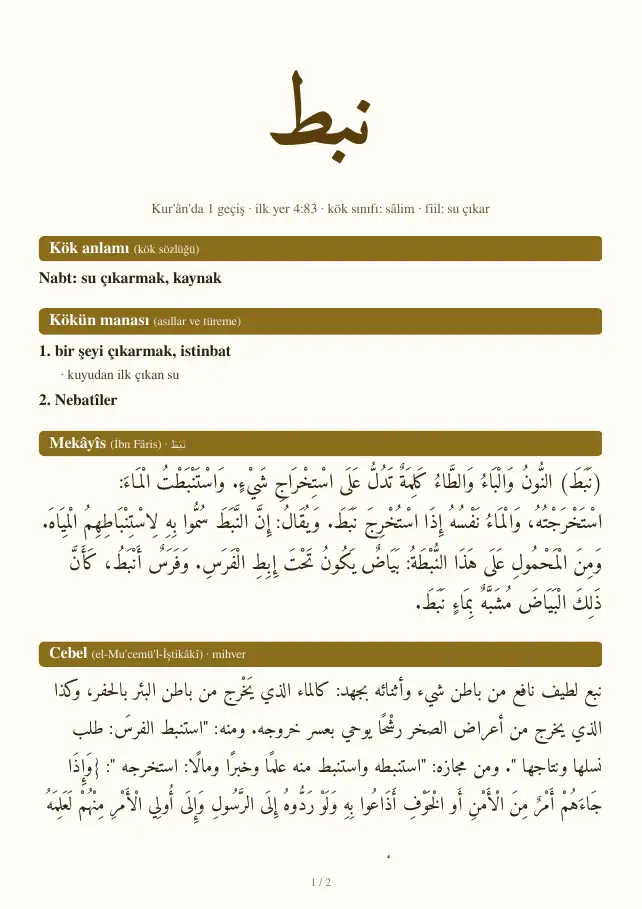 نبط
Kur'ân'da 1 geçiş · ilk yer 4:83 · kök sınıfı: sâlim · fiil: su çıkar
Kök anlamı (kök sözlüğü)
Nabt: su çıkarmak, kaynak
Kökün manası (asıllar ve türeme)
1. bir şeyi çıkarmak, istinbat
· kuyudan ilk çıkan su
2. Nebatîler
Mekâyîs (İbn Fâris) · نَبَطَ
(نَبَطَ) النُّونُ وَالْبَاءُ وَالطَّاءُ كَلِمَةٌ تَدُلُّ عَلَى اسْتِخْرَاجِ شَيْءٍ. وَاسْتَنْبَطْتُ الْمَاءَ:
اسْتَخْرَجْتُهُ، وَالْمَاءُ نَفْسُهُ إِذَا اسْتُخْرِجَ نَبَطَ. وَيُقَالُ: إِنَّ النَّبَطَ سُمُّوا بِهِ لِاسْتِنْبَاطِهِمُ الْمِيَاهَ.
وَمِنَ الْمَحْمُولِ عَلَى هَذَا النُّبْطَةُ: بَيَاضٌ يَكُونُ تَحْتَ إِبِطِ الْفَرَسِ. وَفَرَسٌ أَنْبَطُ، كَأَنَّ
ذَلِكَ الْبَيَاضَ مُشَبَّهٌ بِمَاءٍ نَبَطَ.
Cebel (el-Mu'cemü'l-İştikâkî) · mihver
نبع لطيف نافع من باطن شيء وأثنائه بجهد: كالماء الذي يَخْرج من باطن البئر بالحفر، وكذا
الذي يخرج من أعراض الصخر رشْحًا يوحي بعسر خروجه. ومنه: "استنبط الفرسَ: طلب
نسلها ونتاجها ". ومن مجازه: "استنبطه واستنبط منه علمًا وخبرًا ومالًا: استخرجه ": {وَإِذَا
جَاءَهُمْ أَمْرٌ مِنَ الْأَمْنِ أَوِ الْخَوْفِ أَذَاعُوا بِهِ وَلَوْ رَدُّوهُ إِلَى الرَّسُولِ وَإِلَى أُولِي الْأَمْرِ مِنْهُمْ لَعَلِمَهُ
1 / 2